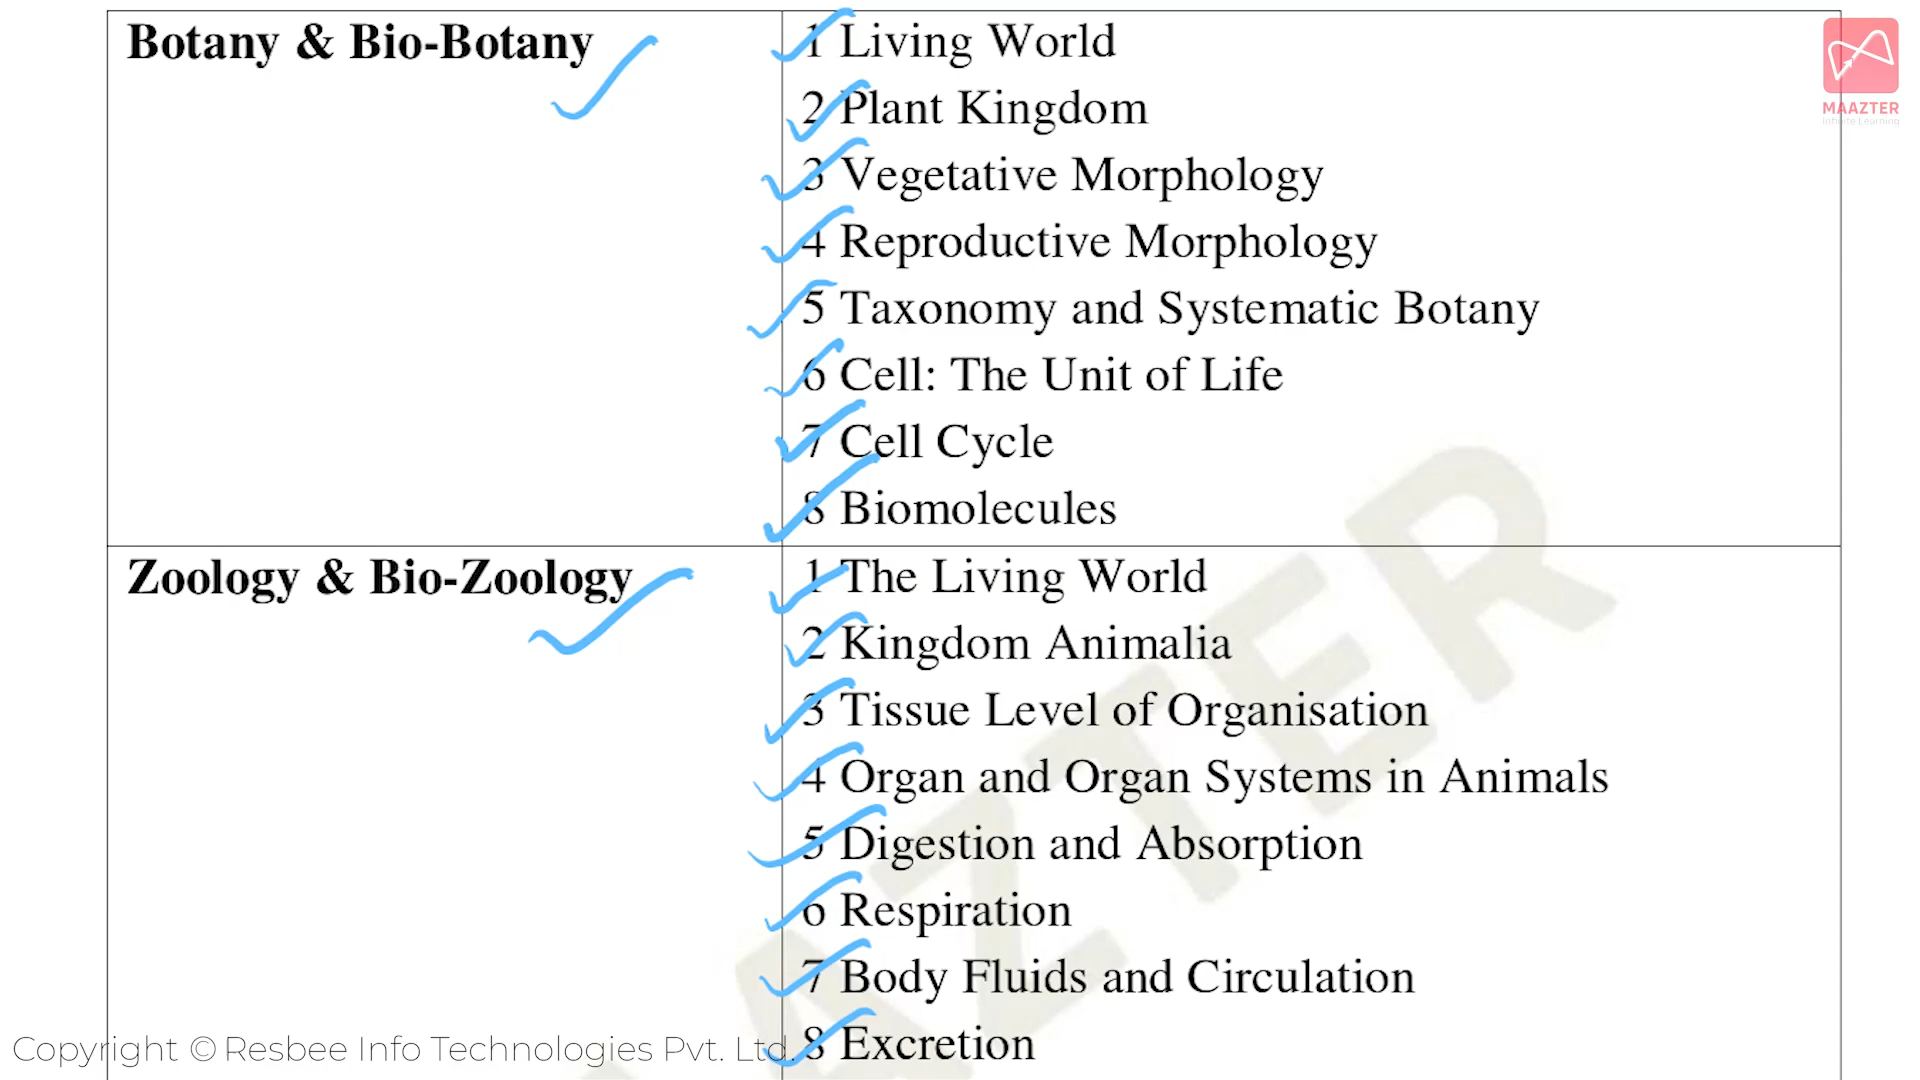 Botany & Bio-Botany
1 Living World
2 Plant Kingdom
3 Vegetative Morphology
4 Reproductive Morphology
5 Taxonomy and Systematic Botany
6 Cell: The Unit of Life
7 Cell Cycle
8 Biomolecules
Zoology & Bio-Zoology
1 The Living World
2 Kingdom Animalia
3 Tissue Level of Organisation
4 Organ and Organ Systems in Animals
5 Digestion and Absorption
6 Respiration
7 Body Fluids and Circulation
8 Excretion
MAAZTER
Infinite Learning
AZTER
Copyright © Resbee Info Technologies Pvt. Ltd.